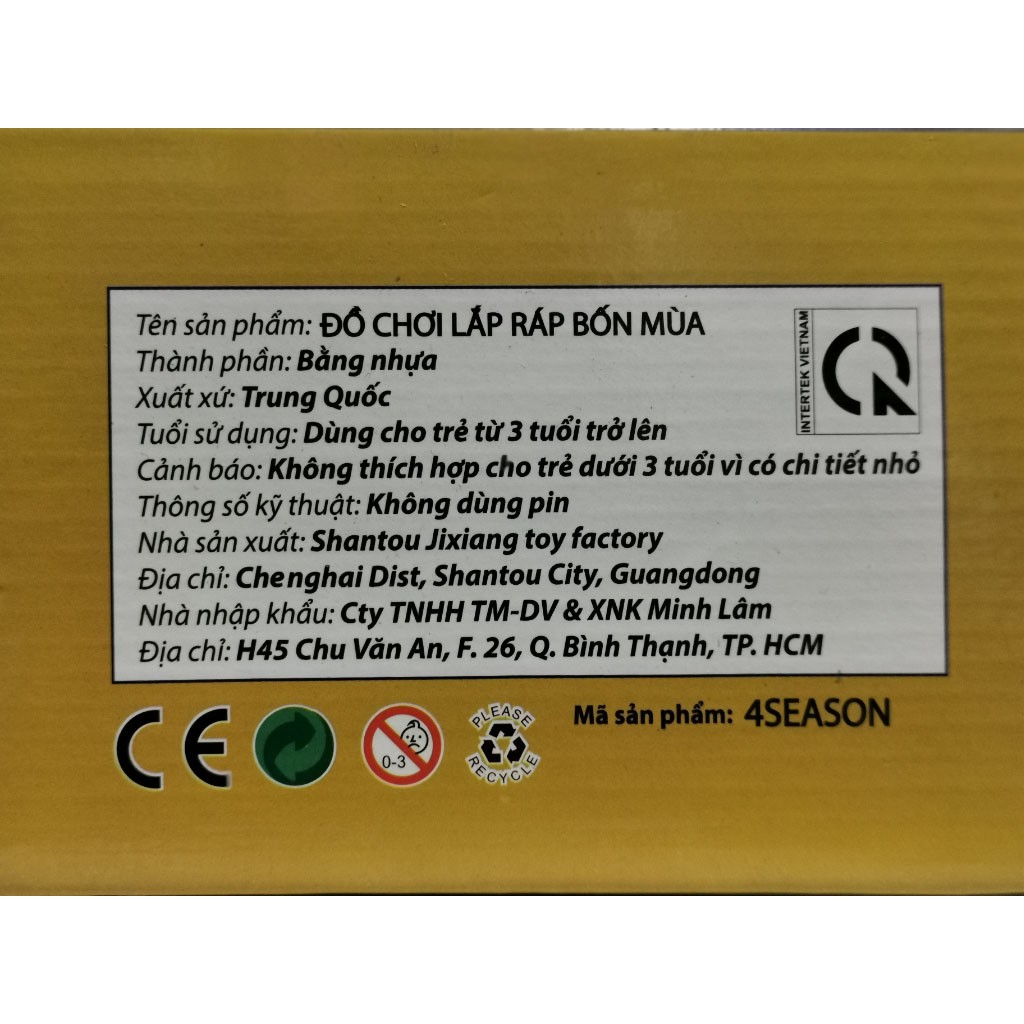 Tên sản phẩm: ĐỒ CHƠI LẮP RÁP BỐN MÙA
Thành phần: Bằng nhựa
Xuất xứ: Trung Quốc
Tuổi sử dụng: Dùng cho trẻ từ 3 tuổi trở lên
Cảnh báo: Không thích hợp cho trẻ dưới 3 tuổi vì có chi tiết nhỏ
Thông số kỹ thuật: Không dùng pin
Nhà sản xuất: Shantou Jixiang toy factory
Địa chỉ: Chenghai Dist, Shantou City, Guangdong
Nhà nhập khẩu: Cty TNHH TM-DV & XNK Minh Lâm
Địa chỉ: H45 Chu Văn An, F. 26, Q. Bình Thạnh, TP. HCM
INTERTEK VIETNAM
CR
CE
0-3
PLEASE
RECYCLE
Mã sản phẩm: 4SEASON